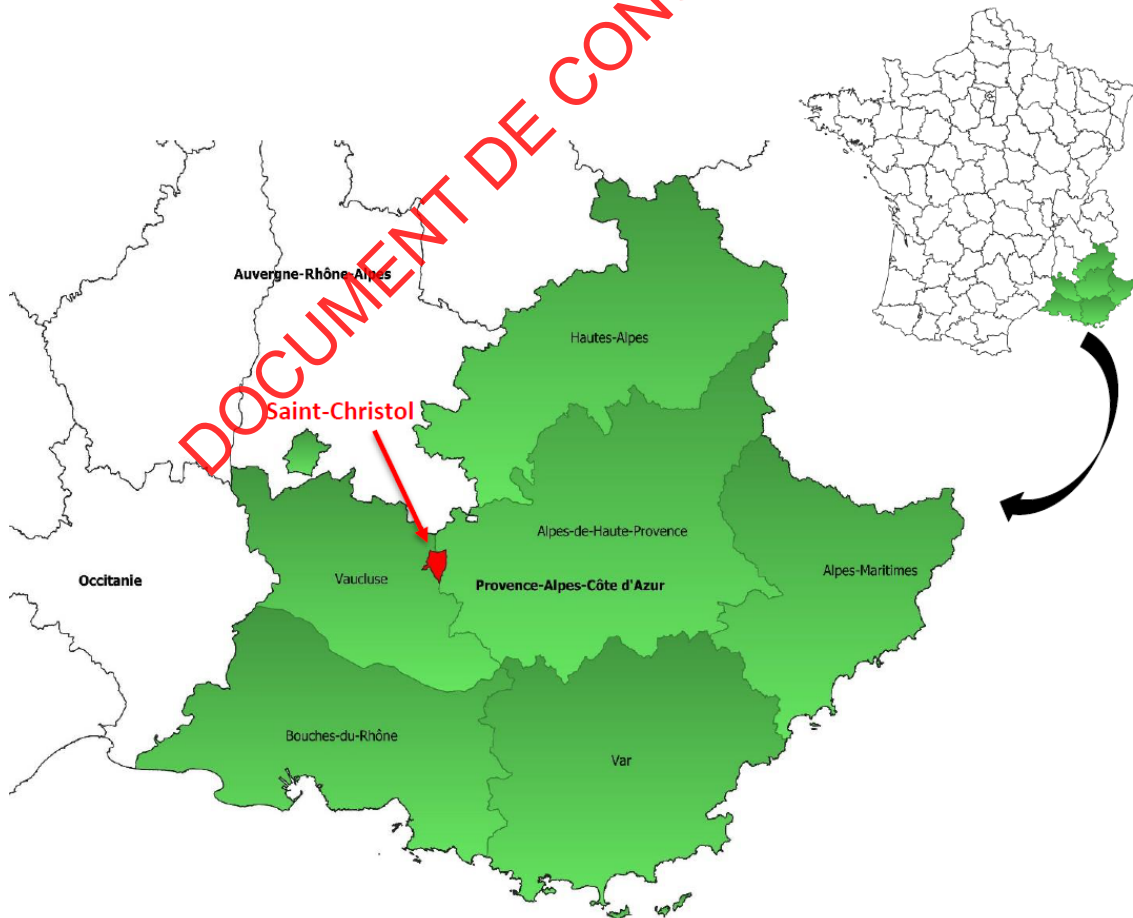 DOCUMENT DE CON
Auvergne-Rhône-Alpes
Hautes-Alpes
Saint-Christol
Alpes-de-Haute-Provence
Occitanie
Vaucluse
Provence-Alpes-Côte d'Azur
Alpes-Maritimes
Bouches-du-Rhône
Var